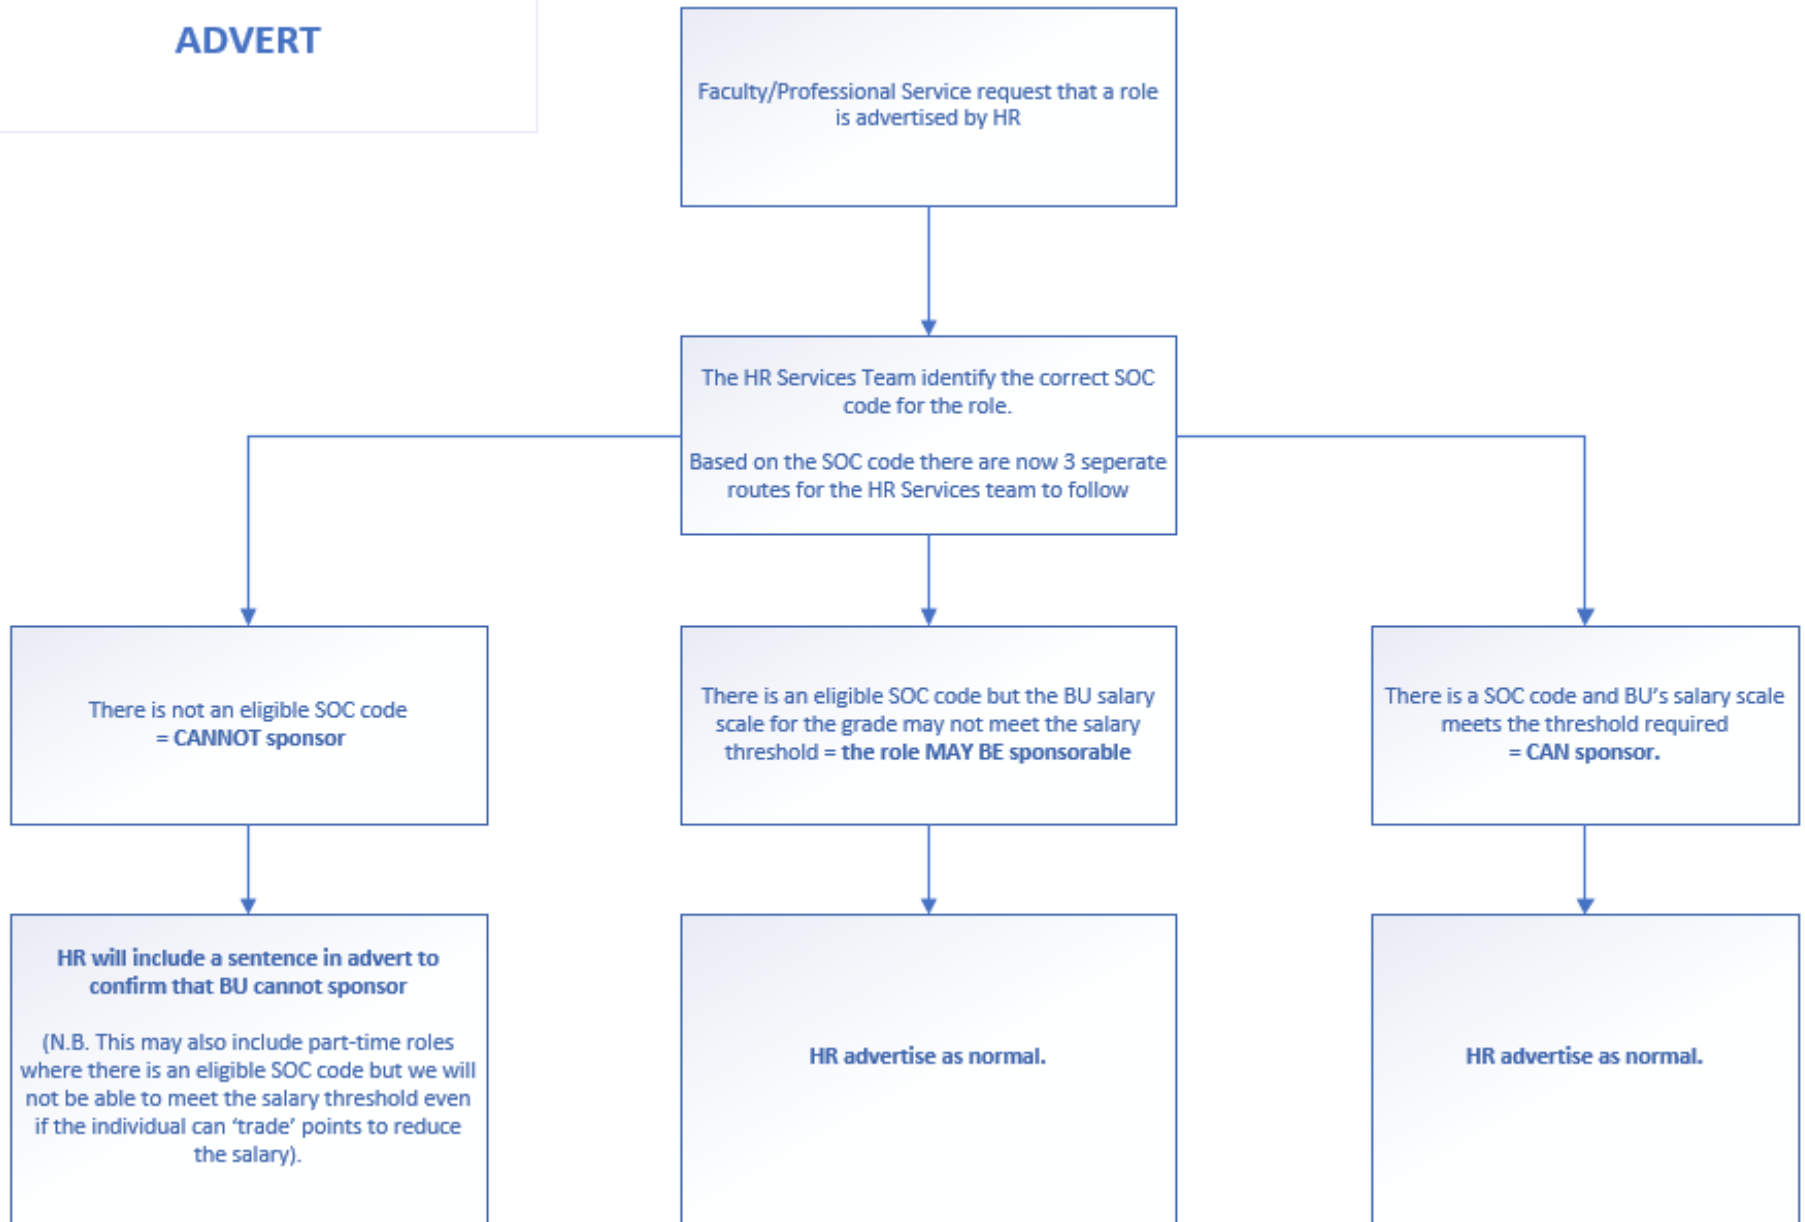 ADVERT
Faculty/Professional Service request that a role
is advertised by HR
The HR Services Team identify the correct SOC
code for the role.
Based on the SOC code there are now 3 seperate
routes for the HR Services team to follow
There is not an eligible SOC code
= CANNOT sponsor
There is an eligible SOC code but the BU salary
scale for the grade may not meet the salary
threshold = the role MAY BE sponsorable
There is a SOC code and BU's salary scale
meets the threshold required
= CAN sponsor.
HR will include a sentence in advert to
confirm that BU cannot sponsor
(N.B. This may also include part-time roles
where there is an eligible SOC code but we will
not be able to meet the salary threshold even
if the individual can ‘trade’ points to reduce
the salary).
HR advertise as normal.
HR advertise as normal.